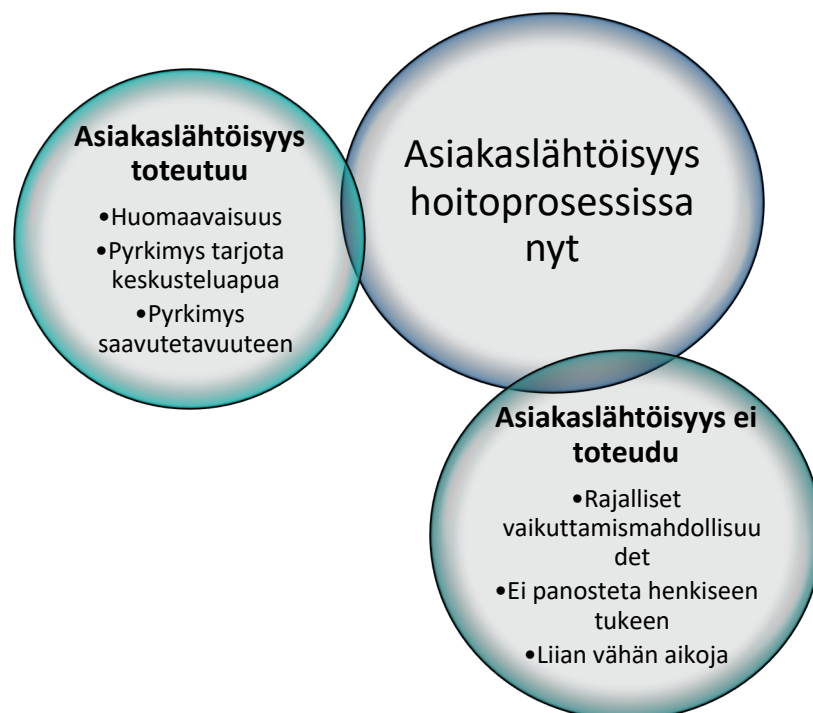 Asiakaslähtöisyys
toteutuu
•Huomaavaisuus
•Pyrkimys tarjota
keskusteluapua
•Pyrkimys
saavutetavuuteen
Asiakaslähtöisyys
hoitoprosessissa
nyt
Asiakaslähtöisyys ei
toteudu
•Rajalliset
vaikuttamismahdollisuu
det
•Ei panosteta henkiseen
tukeen
•Liian vähän aikoja